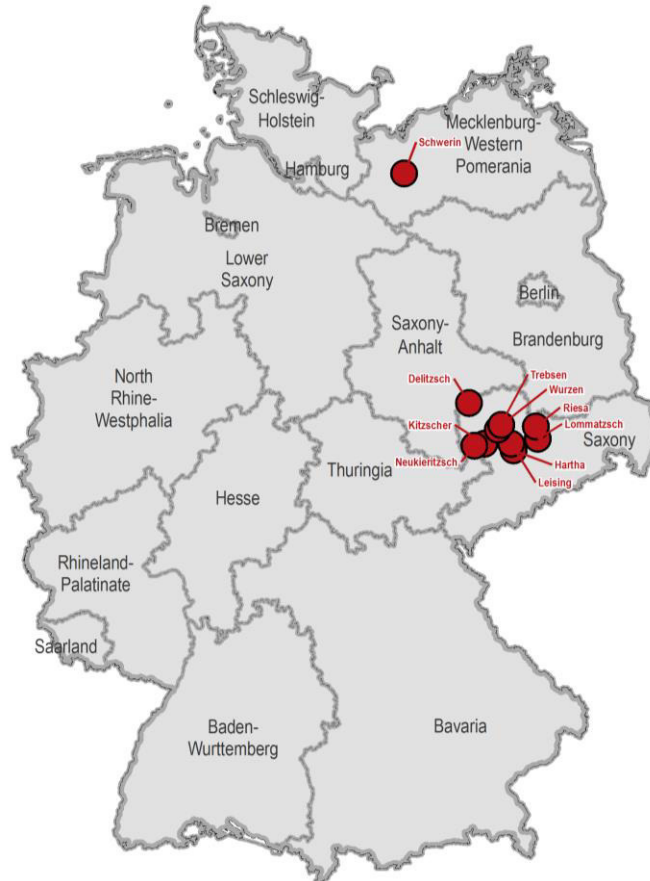 Schleswig-
Holstein
Mecklenburg-
Western
Pomerania
Schwerin
Hamburg
Bremen
Lower
Saxony
Berlin
Saxony-
Anhalt
Brandenburg
North
Rhine-
Westphalia
Trebsen
Delitzsch
Wurzen
Riesa
Kitzscher
Lommatzsch
Saxony
Neukieritzsch
Thuringia
Hartha
Leising
Hesse
Rhineland-
Palatinate
Saarland
Baden-
Wurttemberg
Bavaria